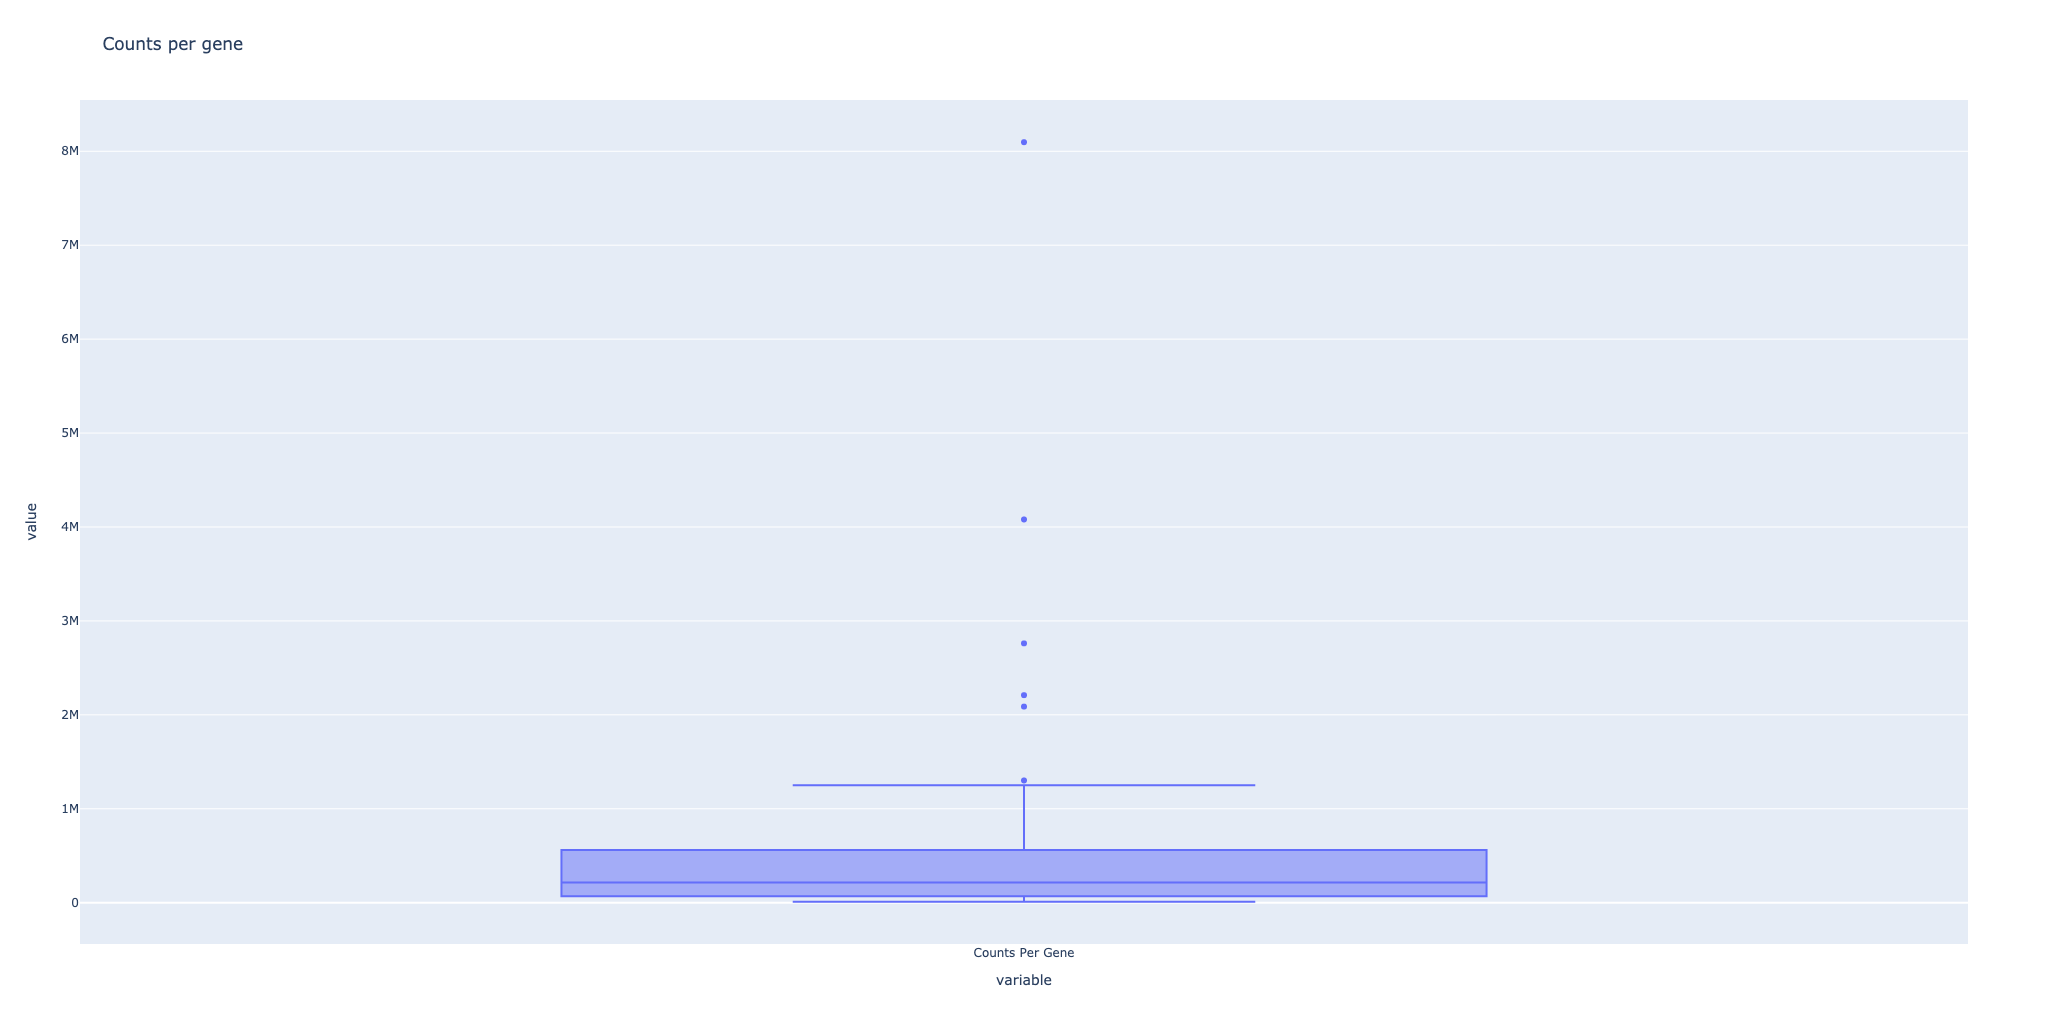 Counts per gene
8M
7M
6M
5M
4M
3M
2M
1M
0
value
Counts Per Gene
variable